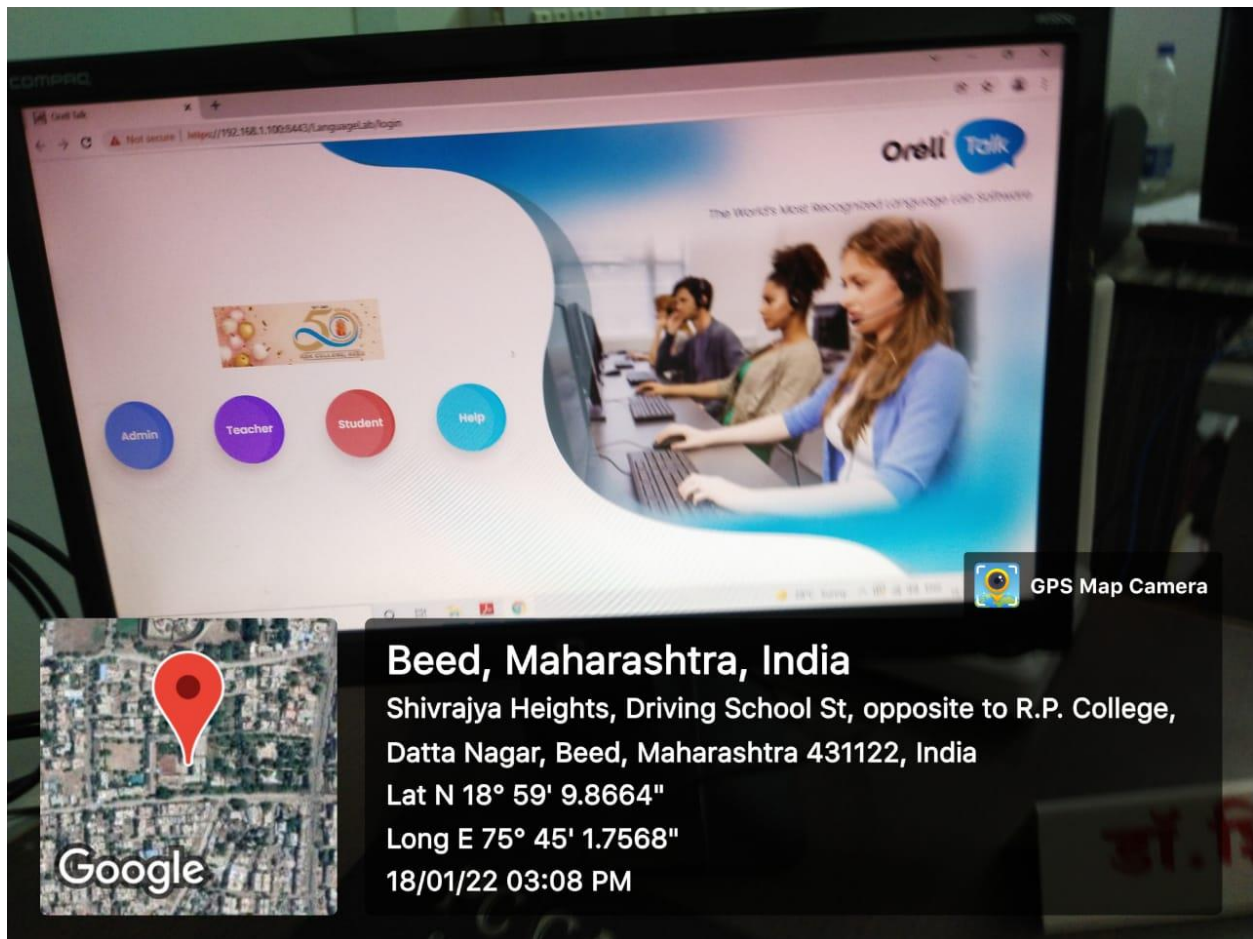 COMPAQ
Orell Talk
Not secure | https://192.168.1.100:8443/LanguageLab/login
Orell Talk
The World's Most Recognized Language Lab Software
50
Admin
Teacher
Student
Help
GPS Map Camera
Beed, Maharashtra, India
Shivrajya Heights, Driving School St, opposite to R.P. College,
Datta Nagar, Beed, Maharashtra 431122, India
Lat N 18° 59' 9.8664"
Long E 75° 45' 1.7568"
18/01/22 03:08 PM
Google
डॉ.